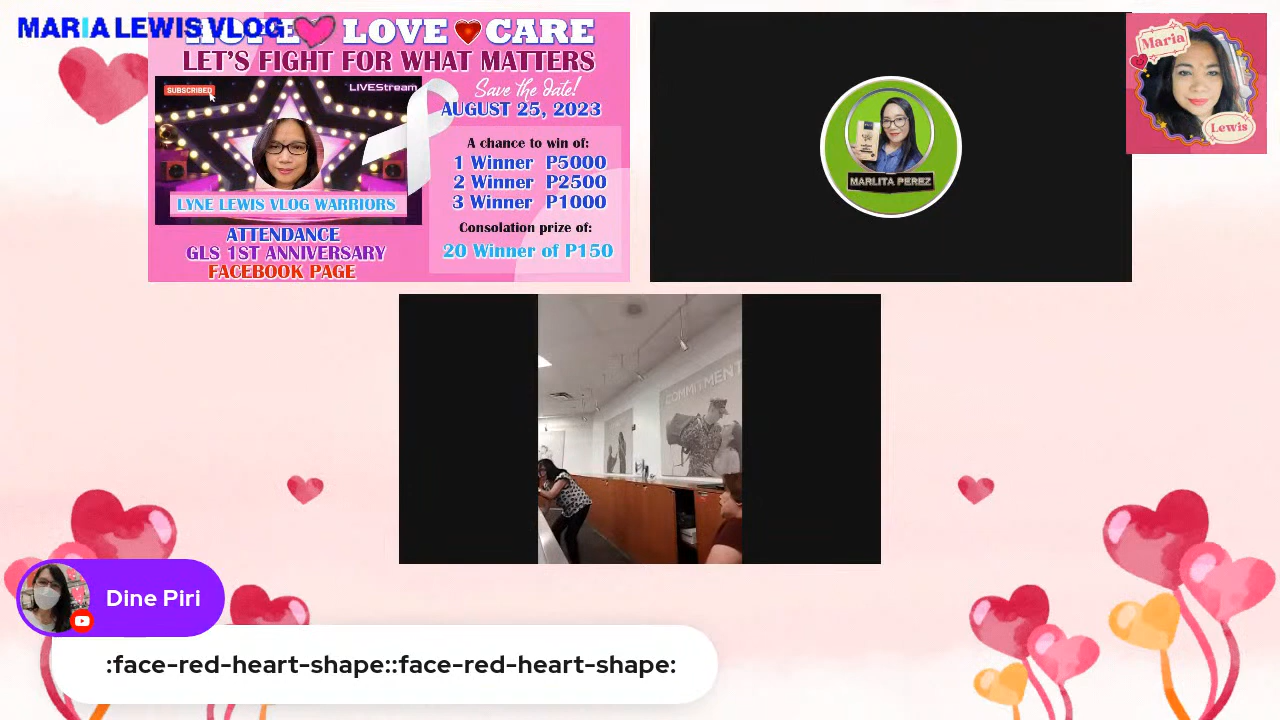 MARIA LEWIS VLOG
HOPE LOVE CARE
LET'S FIGHT FOR WHAT MATTERS
SUBSCRIBED
LIVEStream
LYNE LEWIS VLOG WARRIORS
ATTENDANCE
GLS 1ST ANNIVERSARY
FACEBOOK PAGE
Save the date!
AUGUST 25, 2023
A chance to win of:
1 Winner P5000
2 Winner P2500
3 Winner P1000
Consolation prize of:
20 Winner of P150
MARLITA PEREZ
Maria
Lewis
COMMITMENT
Dine Piri
:face-red-heart-shape::face-red-heart-shape: